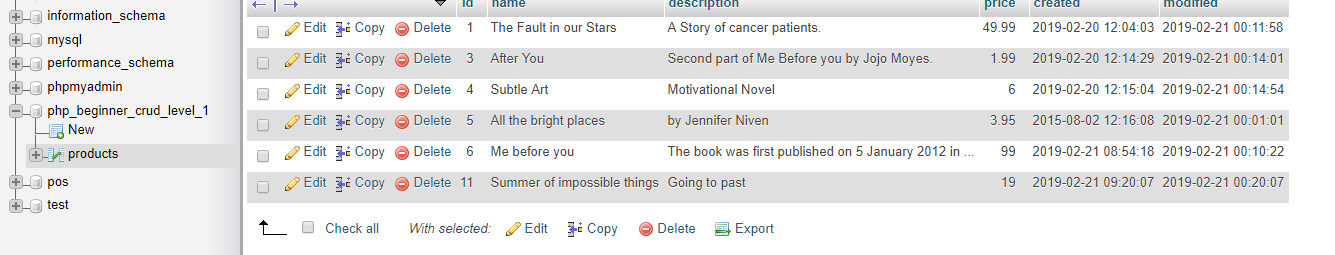 information_schema
mysql
performance_schema
phpmyadmin
php_beginner_crud_level_1
New
products
pos
test
id name description price created modified
Edit Copy Delete 1 The Fault in our Stars A Story of cancer patients. 49.99 2019-02-20 12:04:03 2019-02-21 00:11:58
Edit Copy Delete 3 After You Second part of Me Before you by Jojo Moyes. 1.99 2019-02-20 12:14:29 2019-02-21 00:14:01
Edit Copy Delete 4 Subtle Art Motivational Novel 6 2019-02-20 12:15:04 2019-02-21 00:14:54
Edit Copy Delete 5 All the bright places by Jennifer Niven 3.95 2015-08-02 12:16:08 2019-02-21 00:01:01
Edit Copy Delete 6 Me before you The book was first published on 5 January 2012 in ... 99 2019-02-21 08:54:18 2019-02-21 00:10:22
Edit Copy Delete 11 Summer of impossible things Going to past 19 2019-02-21 09:20:07 2019-02-21 00:20:07
Check all With selected: Edit Copy Delete Export